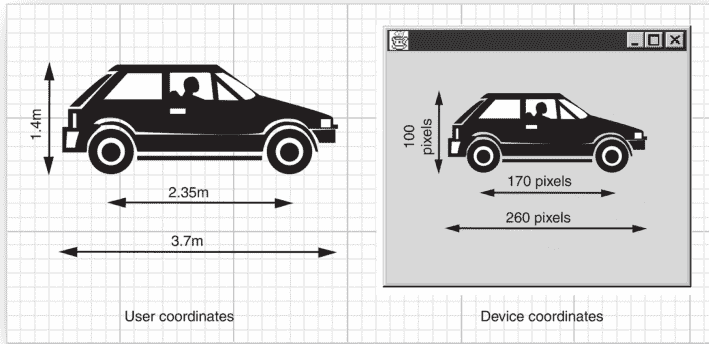 1.4m
2.35m
3.7m
User coordinates
100
pixels
170 pixels
260 pixels
Device coordinates